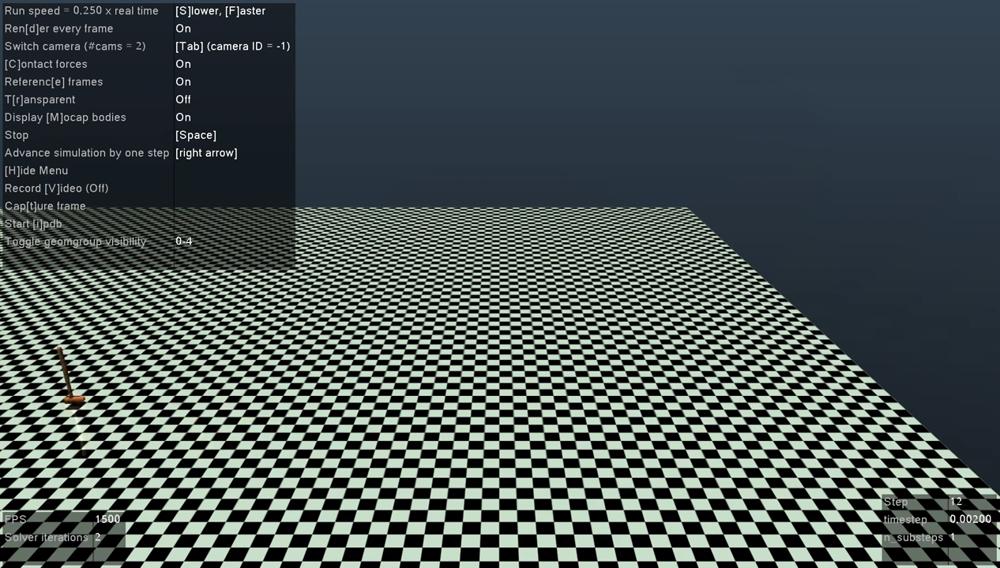 Run speed = 0.250 x real time [S]lower, [F]aster
Ren[d]er every frame On
Switch camera (#cams = 2) [Tab] (camera ID = -1)
[C]ontact forces On
Referenc[e] frames On
T[r]ansparent Off
Display [M]ocap bodies On
Stop [Space]
Advance simulation by one step [right arrow]
[H]ide Menu
Record [V]ideo (Off)
Cap[t]ure frame
Start [i]pdb
Toggle geomgroup visibility 0-4
FPS 1500
Solver iterations 2
Step 12
timestep 0.00200
n_substeps 1